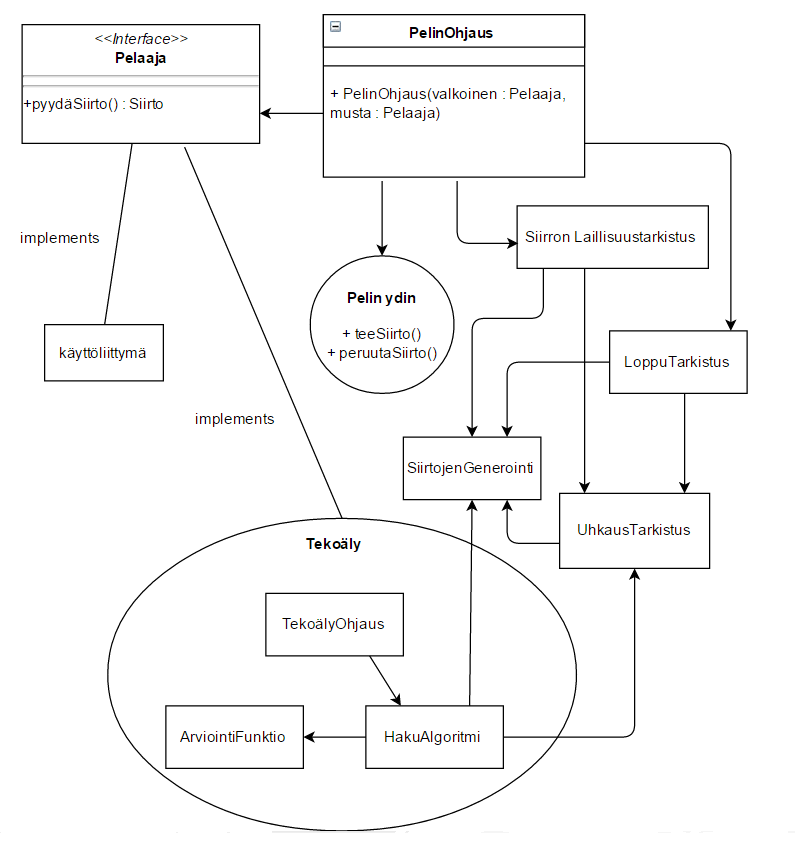 <<Interface>>
Pelaaja
+pyydäSiirto() : Siirto
PelinOhjaus
+ PelinOhjaus(valkoinen : Pelaaja,
musta : Pelaaja)
implements
Siirron Laillisuustarkistus
Pelin ydin
+ teeSiirto()
+ peruutaSiirto()
käyttöliittymä
LoppuTarkistus
implements
SiirtojenGenerointi
UhkausTarkistus
Tekoäly
TekoälyOhjaus
ArviointiFunktio
HakuAlgoritmi